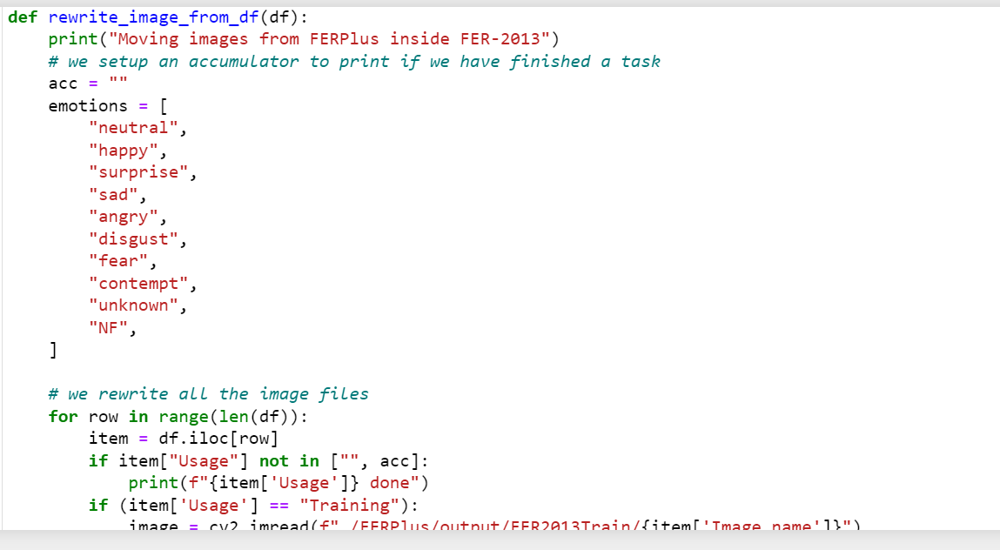 def rewrite_image_from_df(df):
    print("Moving images from FERPlus inside FER-2013")
    # we setup an accumulator to print if we have finished a task
    acc = ""
    emotions = [
        "neutral",
        "happy",
        "surprise",
        "sad",
        "angry",
        "disgust",
        "fear",
        "contempt",
        "unknown",
        "NF",
    ]
    # we rewrite all the image files
    for row in range(len(df)):
        item = df.iloc[row]
        if item["Usage"] not in ["", acc]:
            print(f"{item['Usage']} done")
        if (item['Usage'] == "Training"):
            image = cv2.imread(f"./FERPlus/output/FER2013Train/{item['Image name']}")